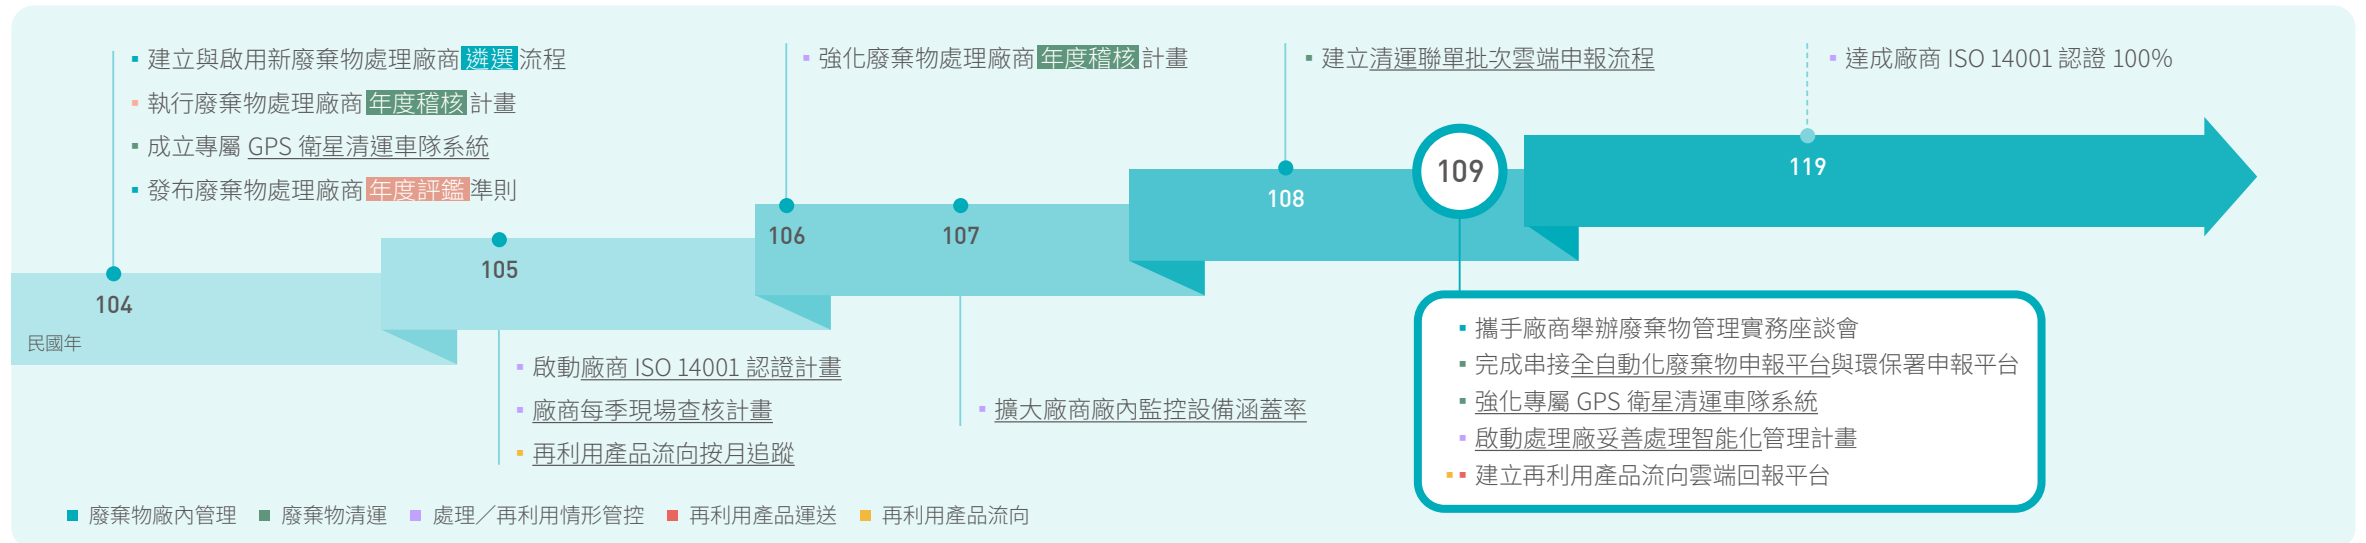 建立與啟用新廢棄物處理廠商遴選流程
執行廢棄物處理廠商年度稽核計畫
成立專屬 GPS 衛星清運車隊系統
發布廢棄物處理廠商年度評鑑準則
104
民國年
105
啟動廠商 ISO 14001 認證計畫
廠商每季現場查核計畫
再利用產品流向按月追蹤
強化廢棄物處理廠商年度稽核計畫
106
107
擴大廠商廠內監控設備涵蓋率
建立清運聯單批次雲端申報流程
108
109
攜手廠商舉辦廢棄物管理實務座談會
完成串接全自動化廢棄物申報平台與環保署申報平台
強化專屬 GPS 衛星清運車隊系統
啟動處理廠妥善處理智能化管理計畫
建立再利用產品流向雲端回報平台
達成廠商 ISO 14001 認證 100%
119
廢棄物廠內管理
廢棄物清運
處理／再利用情形管控
再利用產品運送
再利用產品流向